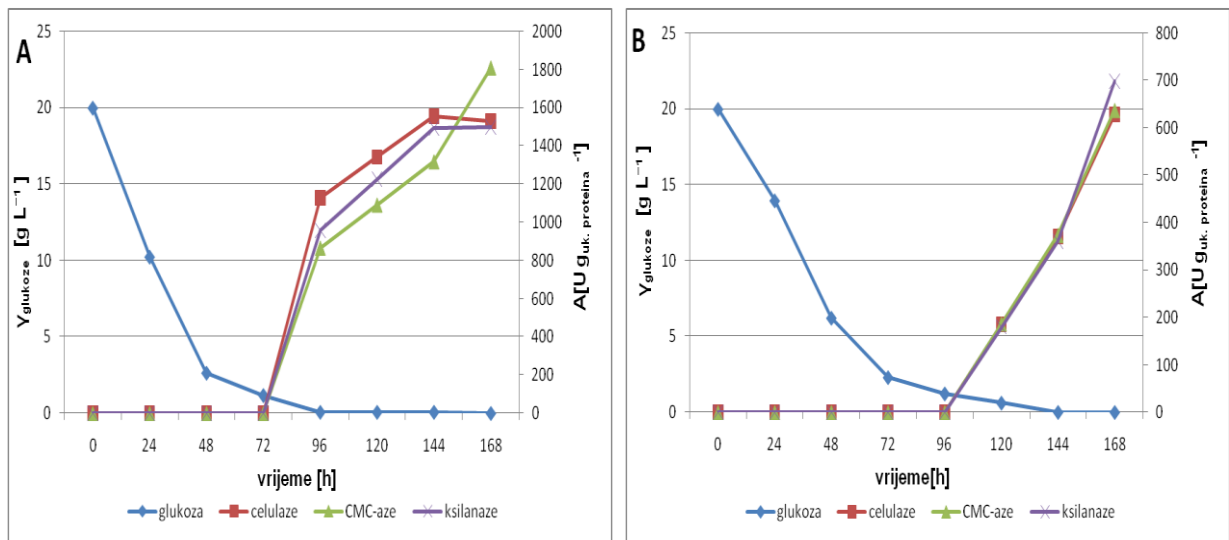 A
25
20
15
10
5
0
Yglukoze [g L⁻¹]
2000
1800
1600
1400
1200
1000
800
600
400
200
0
A[U guk. proteina ⁻¹]
0 24 48 72 96 120 144 168
vrijeme [h]
glukoza celulaze CMC-aze ksilanaze
B
25
20
15
10
5
0
Yglukoze [g L⁻¹]
800
700
600
500
400
300
200
100
0
A[U guk. proteina ⁻¹]
0 24 48 72 96 120 144 168
vrijeme[h]
glukoza celulaze CMC-aze ksilanaze